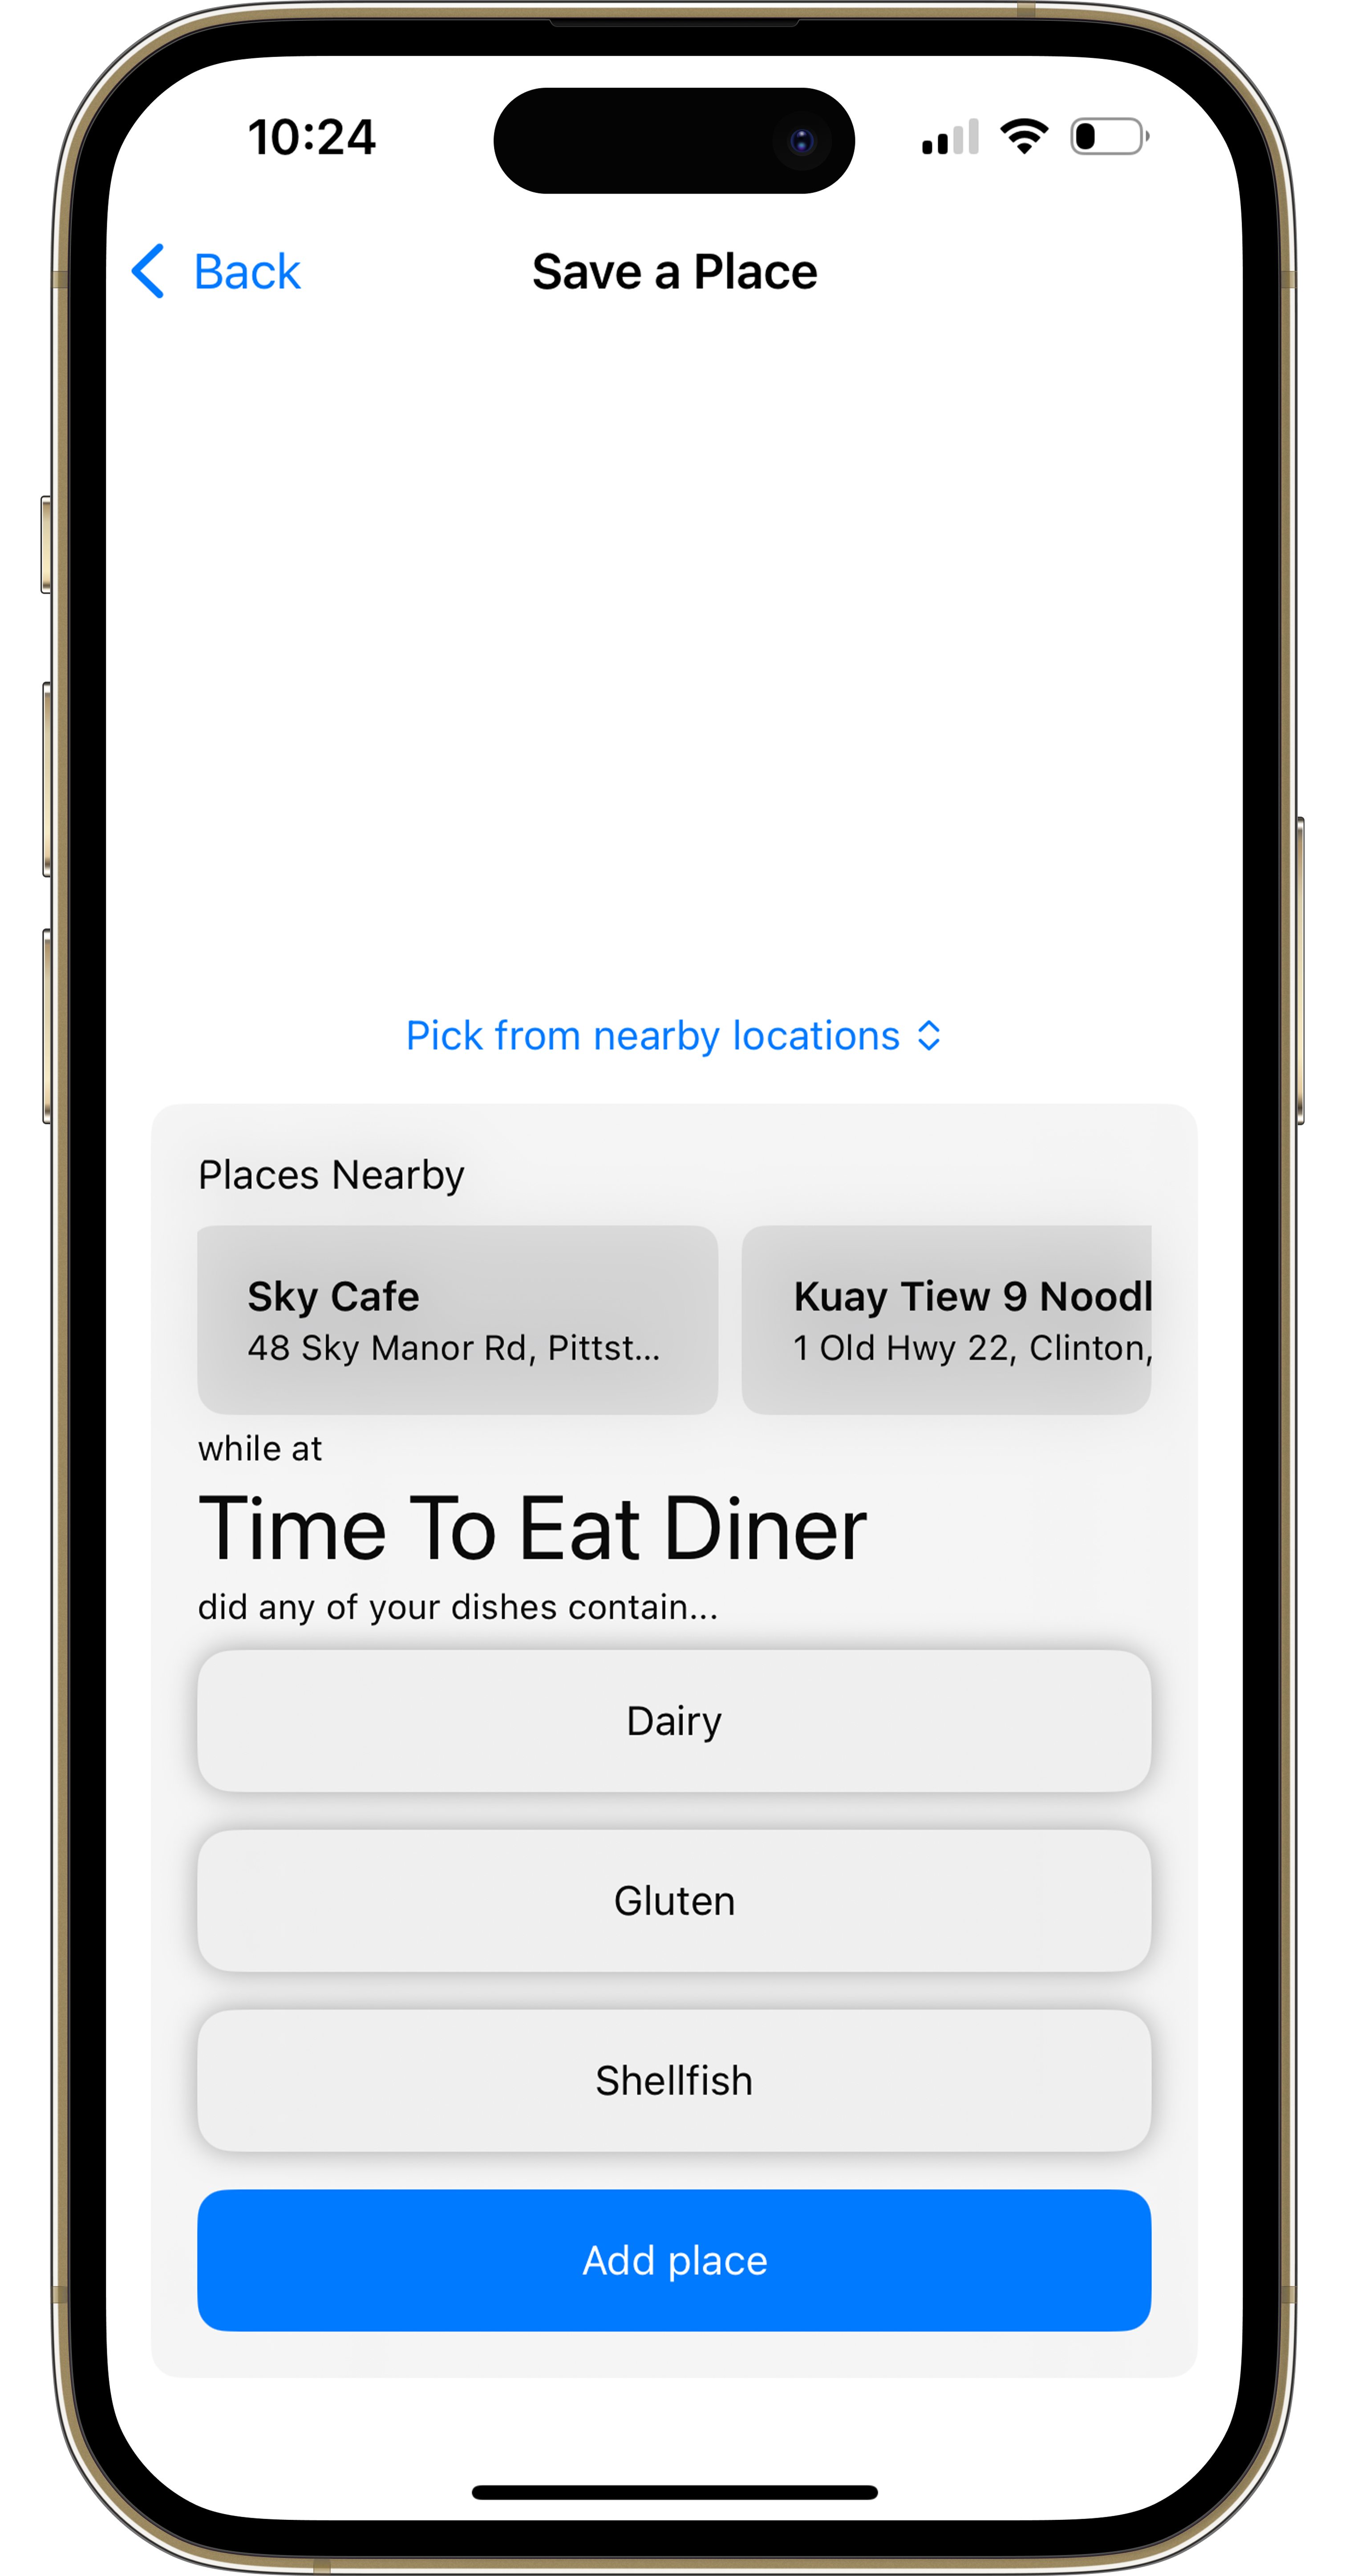 10:24
Back
Save a Place
Pick from nearby locations
Places Nearby
Sky Cafe
48 Sky Manor Rd, Pittst...
Kuay Tiew 9 Noodl
1 Old Hwy 22, Clinton,
while at
Time To Eat Diner
did any of your dishes contain...
Dairy
Gluten
Shellfish
Add place